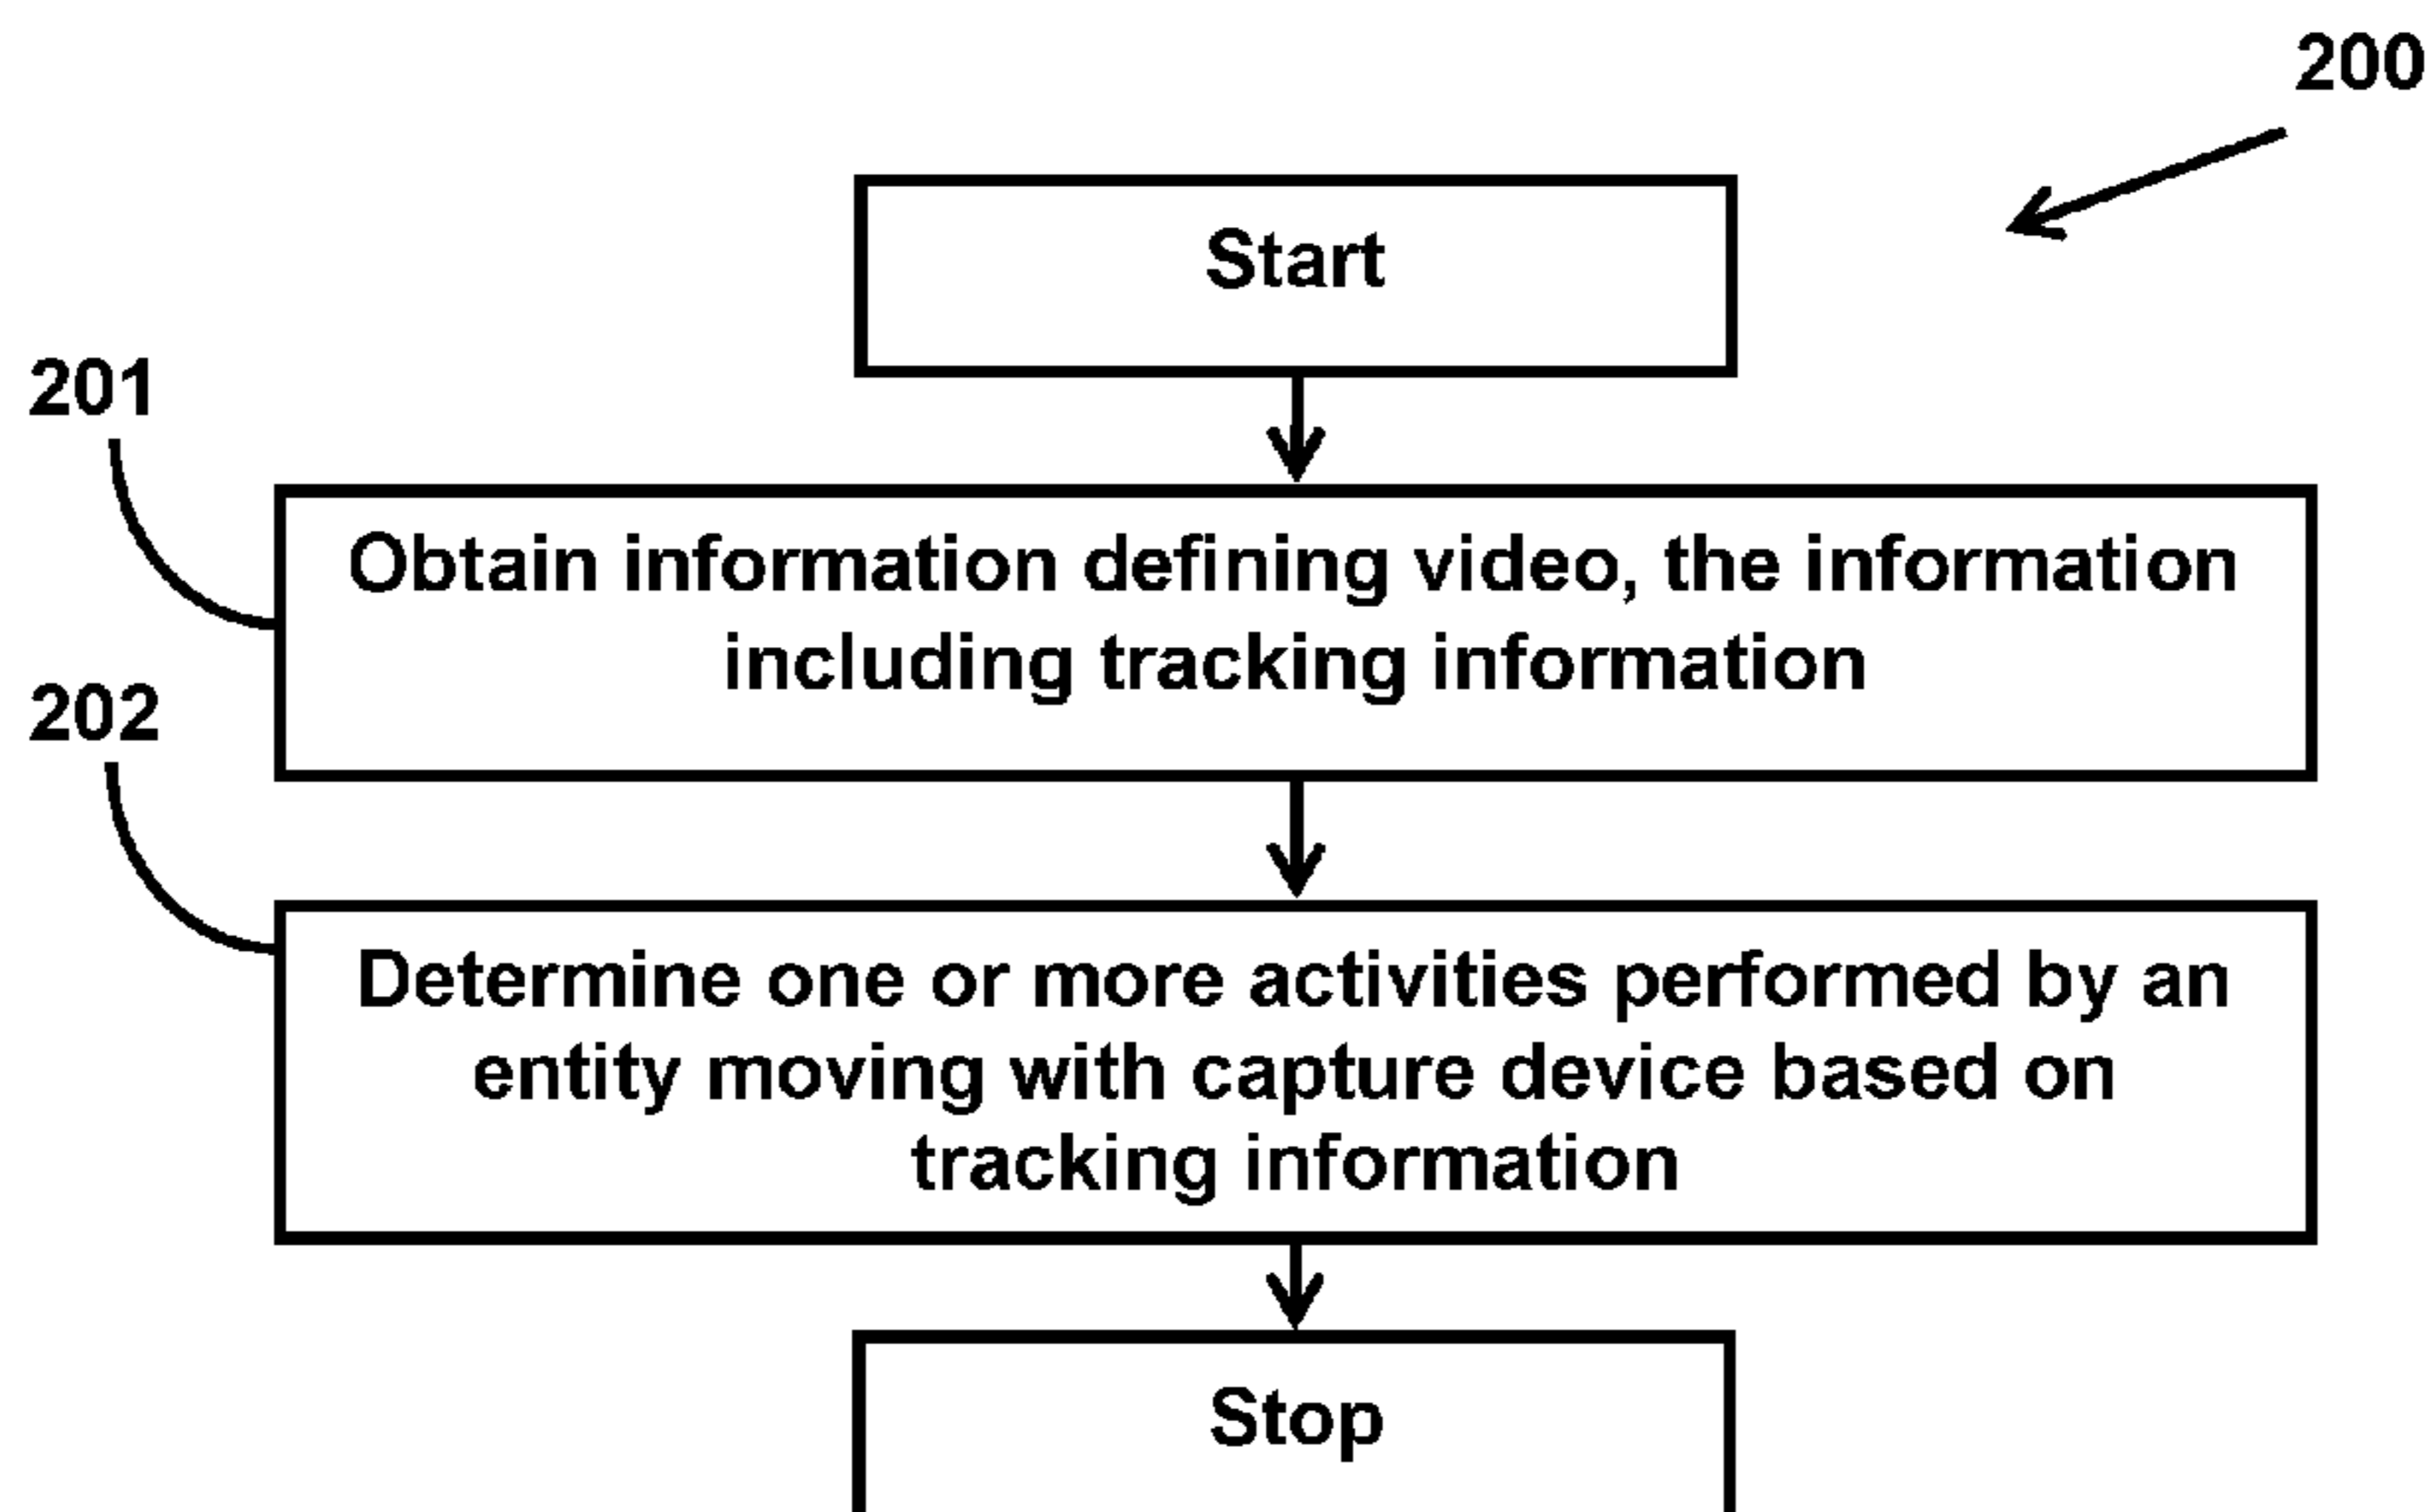 200
Start
201
Obtain information defining video, the information
including tracking information
202
Determine one or more activities performed by an
entity moving with capture device based on
tracking information
Stop